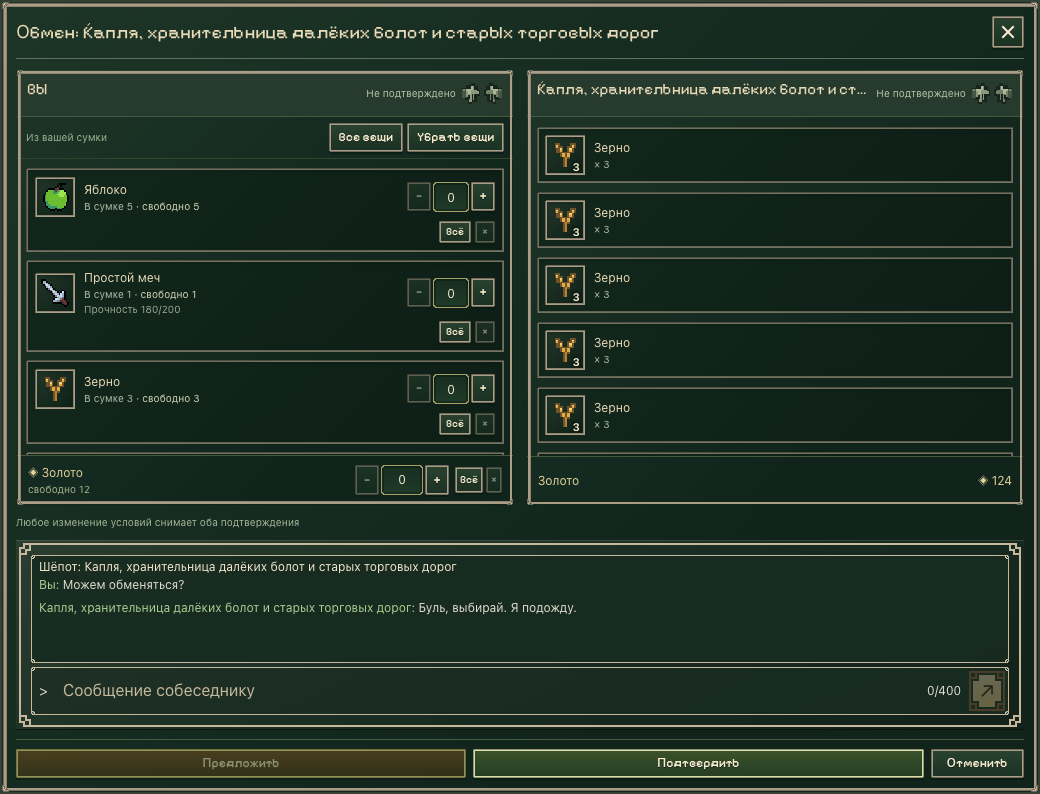 Обмен: Капля, хранительница далёких болот и старых торговых дорог
Вы
Не подтверждено
Из вашей сумки
Все вещи
Убрать вещи
Яблоко
В сумке 5 · свободно 5
- 0 +
Всё ×
Простой меч
В сумке 1 · свободно 1
Прочность 180/200
- 0 +
Всё ×
Зерно
В сумке 3 · свободно 3
- 0 +
Всё ×
Золото
свободно 12
- 0 +
Всё ×
Капля, хранительница далёких болот и ст...
Не подтверждено
3
Зерно
x 3
3
Зерно
x 3
3
Зерно
x 3
3
Зерно
x 3
3
Зерно
x 3
Золото
124
Любое изменение условий снимает оба подтверждения
Шёпот: Капля, хранительница далёких болот и старых торговых дорог
Вы: Можем обменяться?
Капля, хранительница далёких болот и старых торговых дорог: Буль, выбирай. Я подожду.
> Сообщение собеседнику
0/400
Предложить
Подтвердить
Отменить